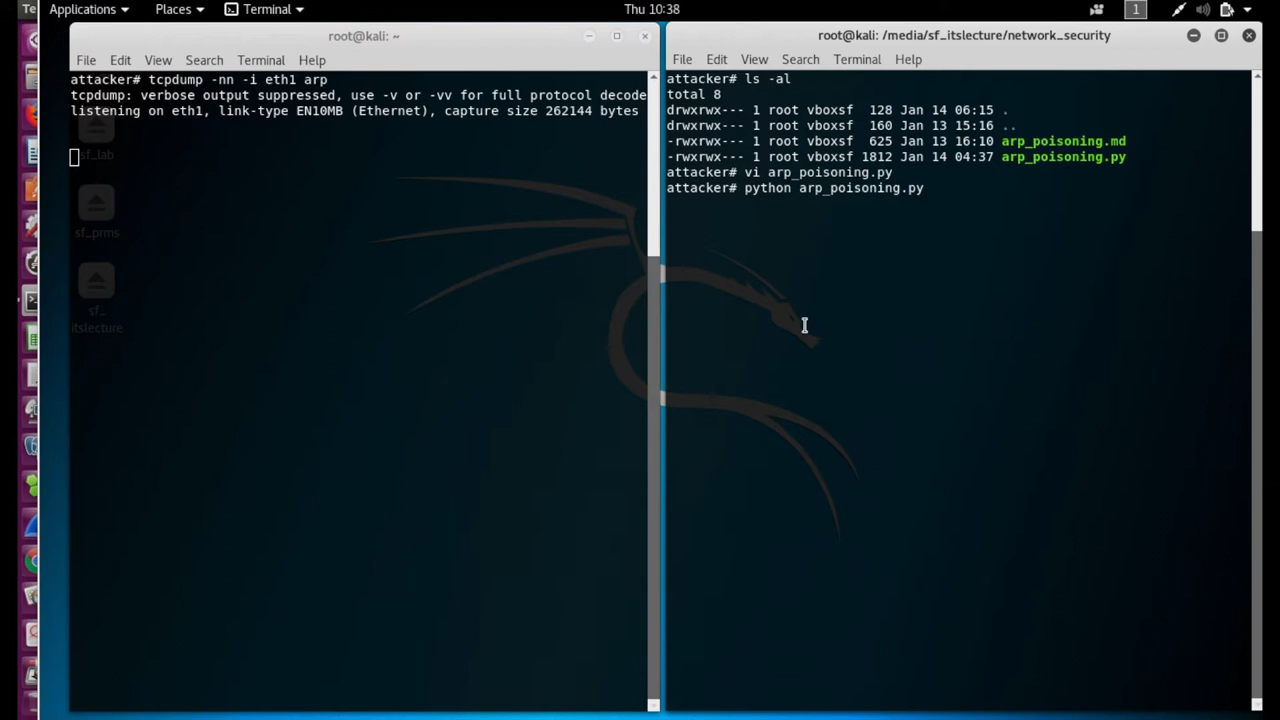 Applications Places Terminal Thu 10:38 1
Te
root@kali: ~
File Edit View Search Terminal Help
attacker# tcpdump -nn -i eth1 arp
tcpdump: verbose output suppressed, use -v or -vv for full protocol decode
listening on eth1, link-type EN10MB (Ethernet), capture size 262144 bytes
sf_lab
sf_prms
sf_
itslecture
root@kali: /media/sf_itslecture/network_security
File Edit View Search Terminal Help
attacker# ls -al
total 8
drwxrwx--- 1 root vboxsf  128 Jan 14 06:15 .
drwxrwx--- 1 root vboxsf  160 Jan 13 15:16 ..
-rwxrwx--- 1 root vboxsf  625 Jan 13 16:10 arp_poisoning.md
-rwxrwx--- 1 root vboxsf 1812 Jan 14 04:37 arp_poisoning.py
attacker# vi arp_poisoning.py
attacker# python arp_poisoning.py